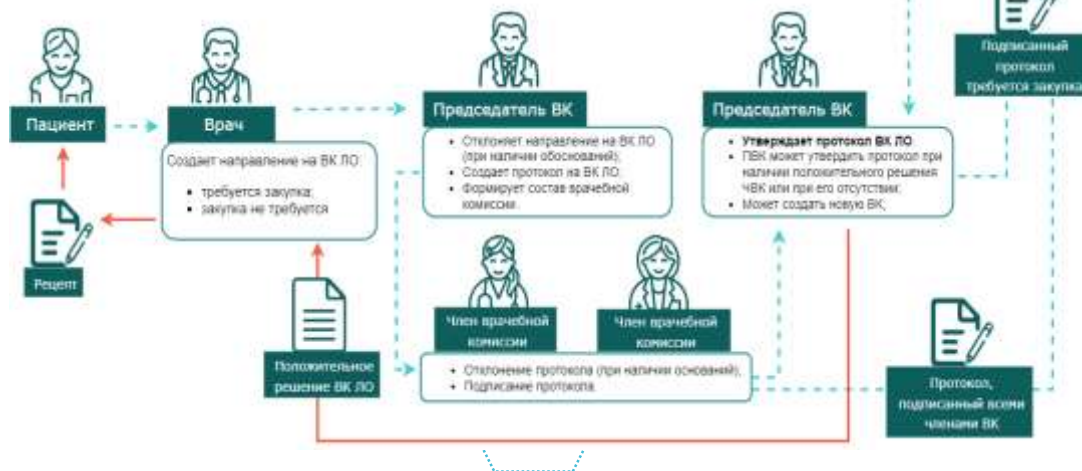 Подписанный
протокол
требуется закупка
Пациент
Врач
Председатель ВК
Председатель ВК
Создает направление на ВК ЛО:
• требуется закупка;
• закупка не требуется
• Отклоняет направление на ВК ЛО
(при наличии обоснований);
• Создает протокол на ВК ЛО;
• Формирует состав врачебной
комиссии
• Утверждает протокол ВК ЛО
• ПВК может утвердить протокол при
наличии положительного решения
ЧВК или при его отсутствии;
• Может создать новую ВК;
Рецепт
Член врачебной
комиссии
Член врачебной
комиссии
Положительное
решение ВК ЛО
• Отклонение протокола (при наличии оснований);
• Подписание протокола.
Протокол,
подписанный всеми
членами ВК